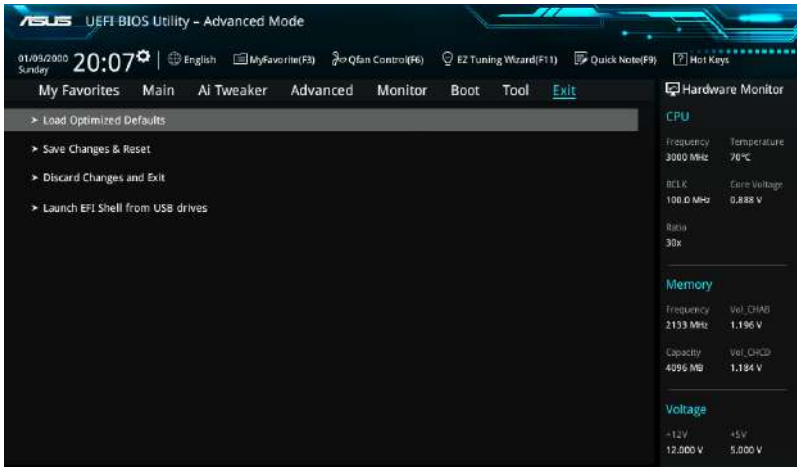 ASUS UEFI BIOS Utility – Advanced Mode
01/09/2000
Sunday
20:07
English
MyFavorite(F3)
Qfan Control(F6)
EZ Tuning Wizard(F11)
Quick Note(F9)
? Hot Keys
My Favorites Main Ai Tweaker Advanced Monitor Boot Tool Exit
Hardware Monitor
> Load Optimized Defaults
> Save Changes & Reset
> Discard Changes and Exit
> Launch EFI Shell from USB drives
CPU
Frequency Temperature
3000 MHz 70°C
BCLK Core Voltage
100.0 MHz 0.888 V
Ratio
30x
Memory
Frequency Vol_CHAB
2133 MHz 1.196 V
Capacity Vol_CHCD
4096 MB 1.184 V
Voltage
+12V +5V
12.000 V 5.000 V